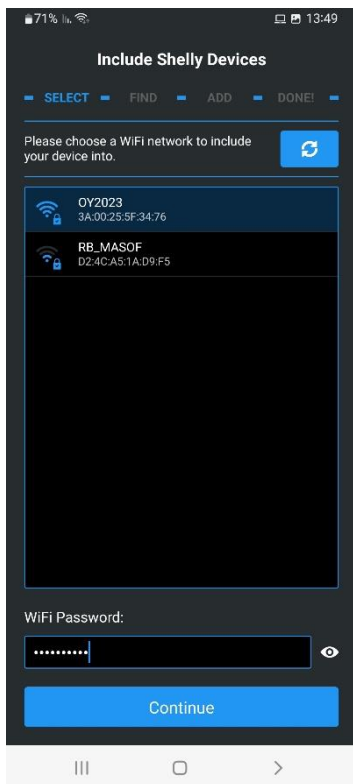 71% 13:49
Include Shelly Devices
SELECT FIND ADD DONE!
Please choose a WiFi network to include
your device into.
OY2023
3A:00:25:5F:34:76
RB_MASOF
D2:4C:A5:1A:D9:F5
WiFi Password:
••••••••••
Continue